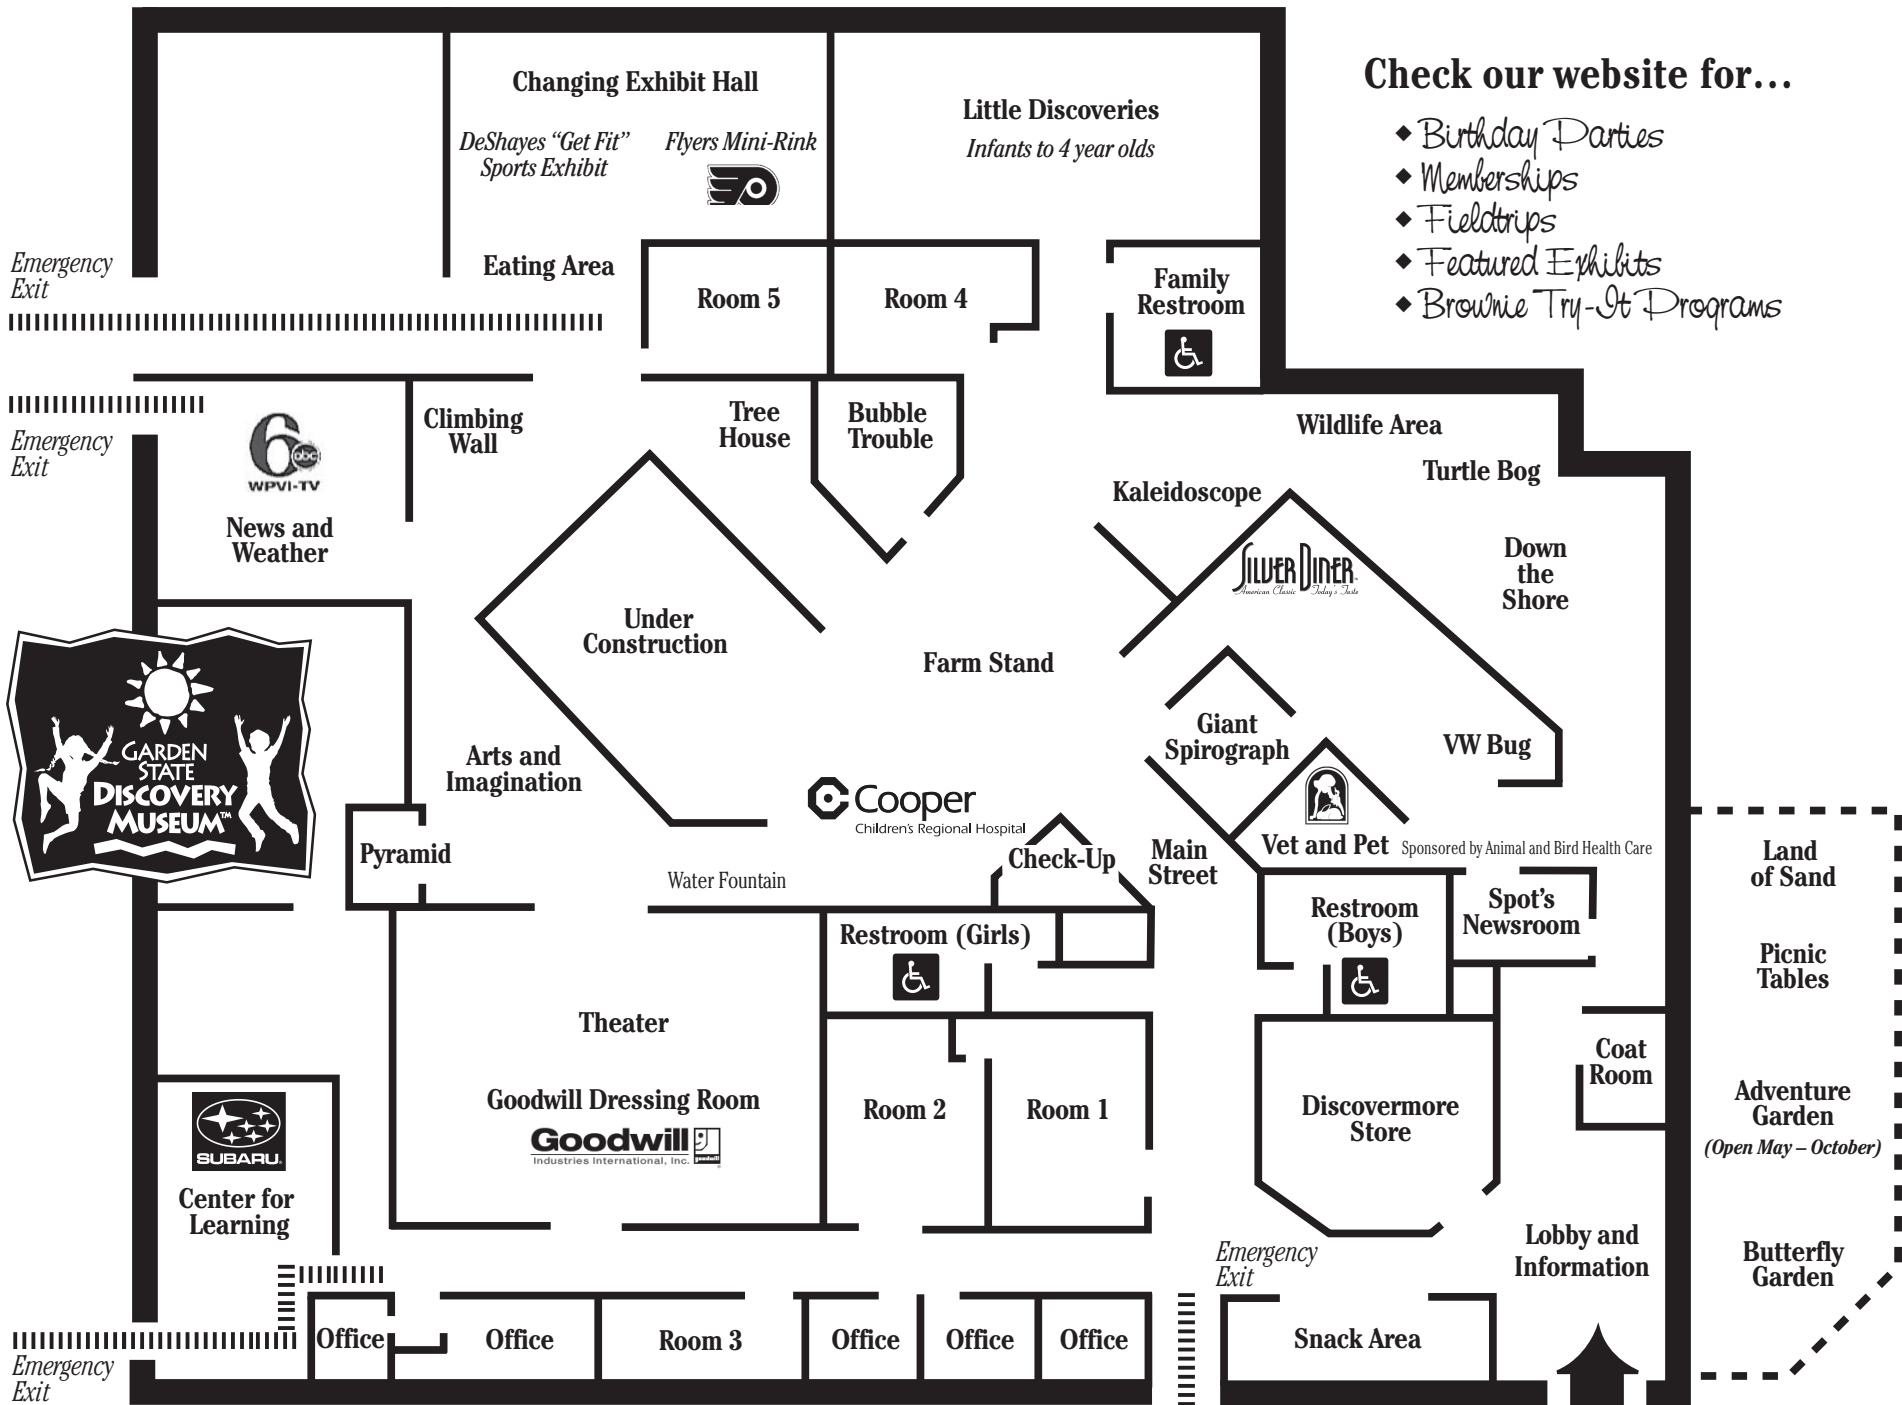 Check our website for...
◆ Birthday Parties
◆ Memberships
◆ Fieldtrips
◆ Featured Exhibits
◆ Brownie Try-It Programs
Changing Exhibit Hall
DeShayes “Get Fit”
Sports Exhibit
Flyers Mini-Rink
Little Discoveries
Infants to 4 year olds
Emergency
Exit
Eating Area
Room 5
Room 4
Family
Restroom
Emergency
Exit
6
abc
WPVI-TV
News and
Weather
Climbing
Wall
Tree
House
Bubble
Trouble
Wildlife Area
Turtle Bog
Kaleidoscope
SILVER DINER
American Classic Today's Taste
Down
the
Shore
Under
Construction
Farm Stand
GARDEN
STATE
DISCOVERY
MUSEUM™
Arts and
Imagination
Giant
Spirograph
VW Bug
Cooper
Children's Regional Hospital
Pyramid
Water Fountain
Check-Up
Main
Street
Vet and Pet
Sponsored by Animal and Bird Health Care
Land
of Sand
Restroom (Girls)
Restroom
(Boys)
Spot's
Newsroom
Picnic
Tables
Theater
Coat
Room
Goodwill Dressing Room
Goodwill
Industries International, Inc.
goodwill
Room 2
Room 1
Discovermore
Store
Adventure
Garden
(Open May – October)
SUBARU
Center for
Learning
Lobby and
Information
Butterfly
Garden
Emergency
Exit
Office
Office
Room 3
Office
Office
Office
Snack Area
Emergency
Exit